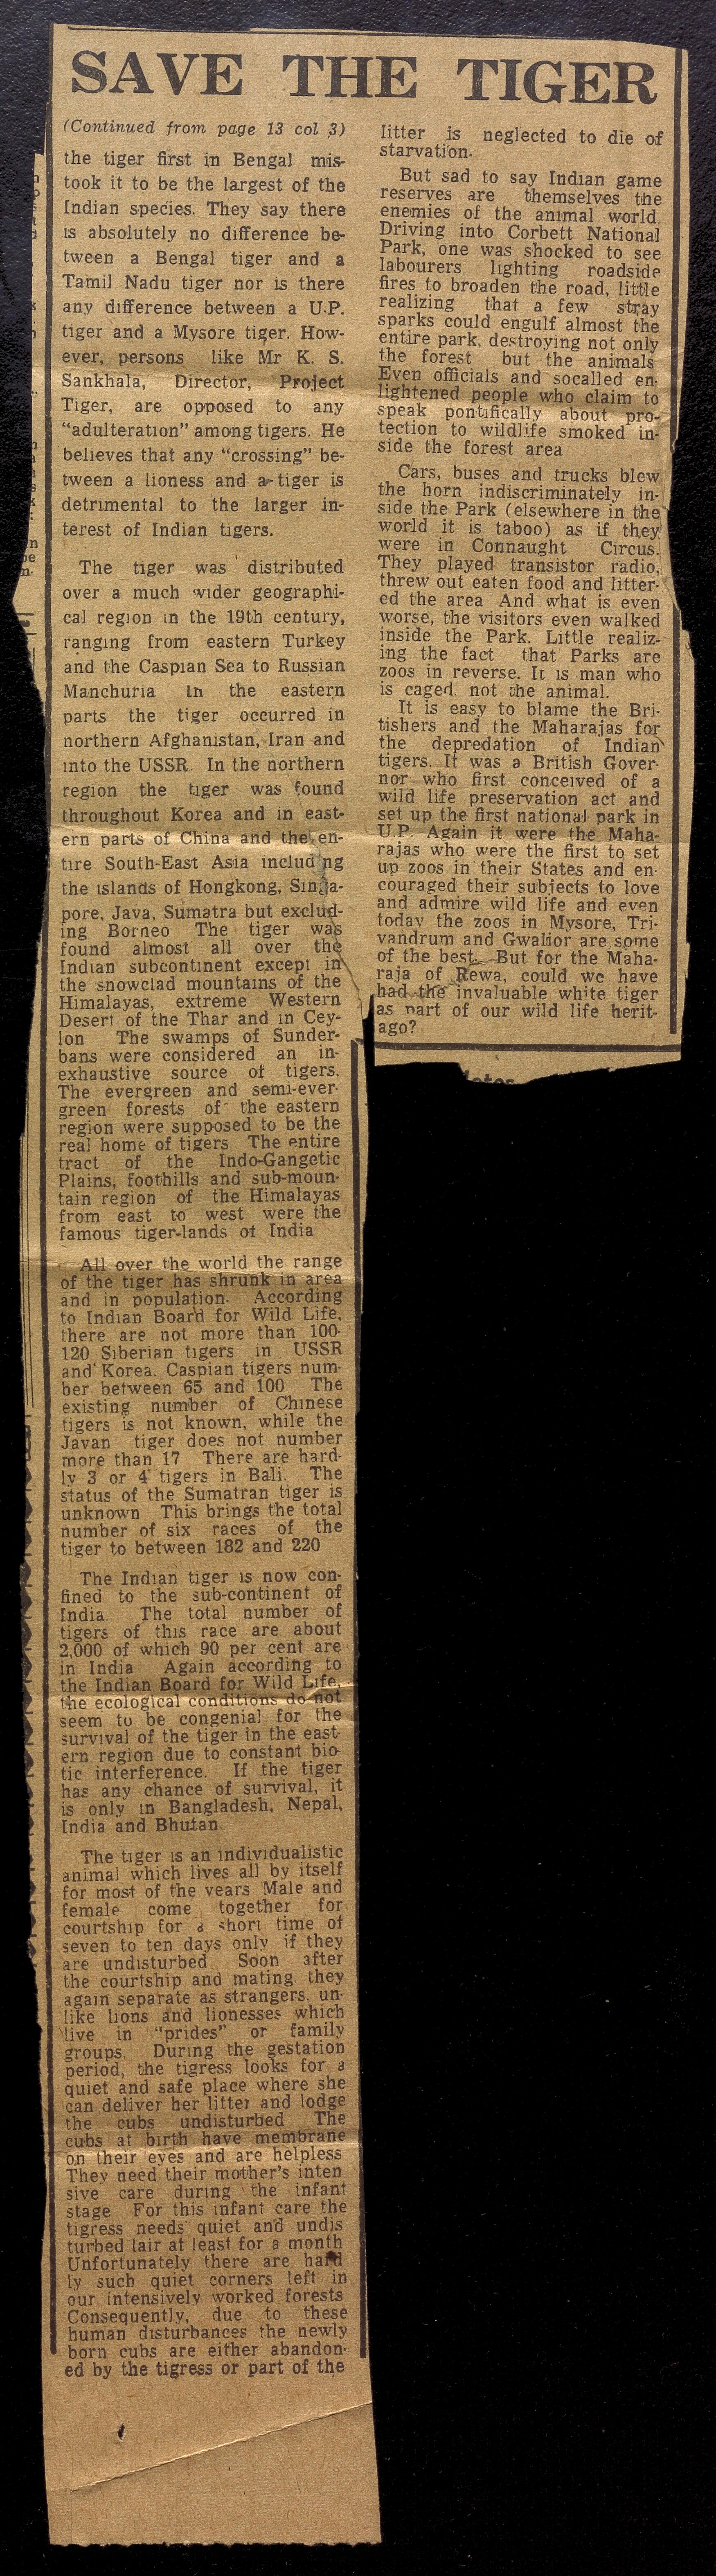 SAVE THE TIGER
(Continued from page 13 col 3)
the tiger first in Bengal mis-
took it to be the largest of the
Indian species. They say there
is absolutely no difference be-
tween a Bengal tiger and a
Tamil Nadu tiger nor is there
any difference between a U.P.
tiger and a Mysore tiger. How-
ever, persons like Mr K. S.
Sankhala, Director, Project
Tiger, are opposed to any
“adulteration” among tigers. He
believes that any “crossing” be-
tween a lioness and a tiger is
detrimental to the larger in-
terest of Indian tigers.
The tiger was distributed
over a much wider geographi-
cal region in the 19th century,
ranging from eastern Turkey
and the Caspian Sea to Russian
Manchuria In the eastern
parts the tiger occurred in
northern Afghanistan, Iran and
into the USSR. In the northern
region the tiger was found
throughout Korea and in east-
ern parts of China and the en-
tire South-East Asia including
the islands of Hongkong, Singa-
pore, Java, Sumatra but exclud-
ing Borneo The tiger was
found almost all over the
Indian subcontinent except in
the snowclad mountains of the
Himalayas, extreme Western
Desert of the Thar and in Cey-
lon The swamps of Sunder-
bans were considered an in-
exhaustive source of tigers.
The evergreen and semi-ever-
green forests of the eastern
region were supposed to be the
real home of tigers The entire
tract of the Indo-Gangetic
Plains, foothills and sub-moun-
tain region of the Himalayas
from east to west were the
famous tiger-lands of India
All over the world the range
of the tiger has shrunk in area
and in population. According
to Indian Board for Wild Life,
there are not more than 100-
120 Siberian tigers in USSR
and Korea. Caspian tigers num-
ber between 65 and 100 The
existing number of Chinese
tigers is not known, while the
Javan tiger does not number
more than 17 There are hard-
ly 3 or 4 tigers in Bali. The
status of the Sumatran tiger is
unknown This brings the total
number of six races of the
tiger to between 182 and 220
The Indian tiger is now con-
fined to the sub-continent of
India. The total number of
tigers of this race are about
2,000 of which 90 per cent are
in India Again according to
the Indian Board for Wild Life,
the ecological conditions do not
seem to be congenial for the
survival of the tiger in the east-
ern region due to constant bio-
tic interference. If the tiger
has any chance of survival, it
is only in Bangladesh, Nepal,
India and Bhutan.
The tiger is an individualistic
animal which lives all by itself
for most of the years Male and
female come together for
courtship for a short time of
seven to ten days only if they
are undisturbed Soon after
the courtship and mating they
again separate as strangers, un-
like lions and lionesses which
live in “prides” or family
groups. During the gestation
period, the tigress looks for a
quiet and safe place where she
can deliver her litter and lodge
the cubs undisturbed The
cubs at birth have membrane
on their eyes and are helpless
They need their mother's inten
sive care during the infant
stage For this infant care the
tigress needs quiet and undis
turbed lair at least for a month
Unfortunately there are hard
ly such quiet corners left in
our intensively worked forests
Consequently, due to these
human disturbances the newly
born cubs are either abandon-
ed by the tigress or part of the
litter is neglected to die of
starvation.
But sad to say Indian game
reserves are themselves the
enemies of the animal world
Driving into Corbett National
Park, one was shocked to see
labourers lighting roadside
fires to broaden the road, little
realizing that a few stray
sparks could engulf almost the
entire park, destroying not only
the forest but the animals
Even officials and socalled en-
lightened people who claim to
speak pontifically about pro-
tection to wildlife smoked in-
side the forest area
Cars, buses and trucks blew
the horn indiscriminately in-
side the Park (elsewhere in the
world it is taboo) as if they
were in Connaught Circus.
They played transistor radio,
threw out eaten food and litter-
ed the area And what is even
worse, the visitors even walked
inside the Park. Little realiz-
ing the fact that Parks are
zoos in reverse. It is man who
is caged, not the animal.
It is easy to blame the Bri-
tishers and the Maharajas for
the depredation of Indian
tigers. It was a British Gover-
nor who first conceived of a
wild life preservation act and
set up the first national park in
U.P. Again it were the Maha-
rajas who were the first to set
up zoos in their States and en-
couraged their subjects to love
and admire wild life and even
today the zoos in Mysore, Tri-
vandrum and Gwalior are some
of the best. But for the Maha-
raja of Rewa, could we have
had the invaluable white tiger
as part of our wild life herit-
ago?